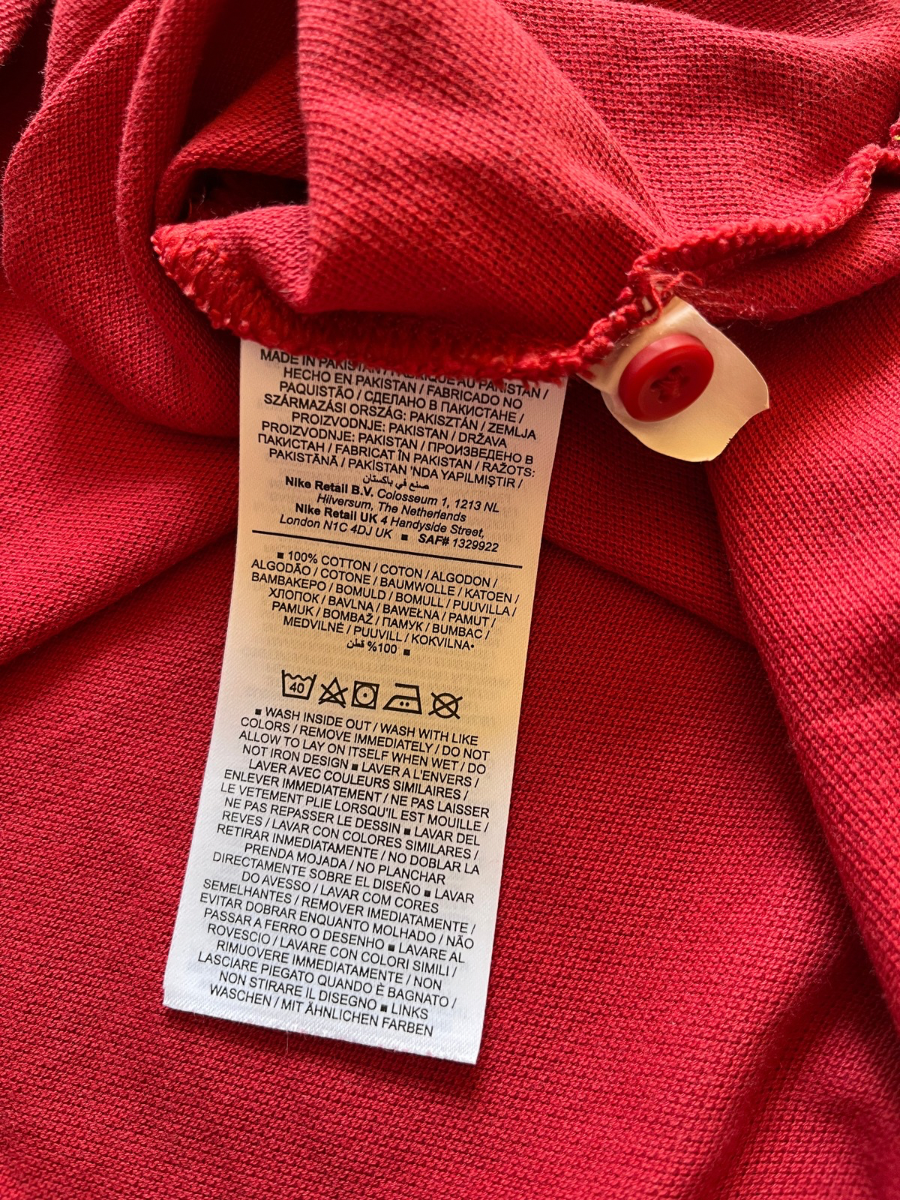 MADE IN PAKISTAN / FABRIQUE AU PAKISTAN /
HECHO EN PAKISTAN / FABRICADO NO
PAQUISTÃO / СДЕЛАНО В ПАКИСТАНЕ /
SZÁRMAZÁSI ORSZÁG: PAKISZTÁN / ZEMLJA
PROIZVODNJE: PAKISTAN / DRŽAVA
PROIZVODNJE: PAKISTAN / ПРОИЗВЕДЕНО В
ПАКИСТАН / FABRICAT ÎN PAKISTAN / RAŽOTS:
PAKISTĀNĀ / PAKİSTAN 'NDA YAPILMIŞTIR /
صنع في باكستان
Nike Retail B.V. Colosseum 1, 1213 NL
Hilversum, The Netherlands
Nike Retail UK 4 Handyside Street,
London N1C 4DJ UK ■ SAF# 1329922
■ 100% COTTON / COTON / ALGODON /
ALGODÃO / COTONE / BAUMWOLLE / KATOEN /
ΒΑΜΒΑΚΕΡΟ / BOMULD / BOMULL / PUUVILLA /
ХЛОПОК / BAVLNA / BAWEŁNA / PAMUT /
PAMUK / BOMBAŽ / ПАМУК / BUMBAC /
MEDVILNĖ / PUUVILL / KOKVILNA•
100% قطن ■
40
■ WASH INSIDE OUT / WASH WITH LIKE
COLORS / REMOVE IMMEDIATELY / DO NOT
ALLOW TO LAY ON ITSELF WHEN WET / DO
NOT IRON DESIGN ■ LAVER A L'ENVERS /
LAVER AVEC COULEURS SIMILAIRES /
ENLEVER IMMEDIATEMENT / NE PAS LAISSER
LE VETEMENT PLIE LORSQU'IL EST MOUILLE /
NE PAS REPASSER LE DESSIN ■ LAVAR DEL
REVES / LAVAR CON COLORES SIMILARES /
RETIRAR INMEDIATAMENTE / NO DOBLAR LA
PRENDA MOJADA / NO PLANCHAR
DIRECTAMENTE SOBRE EL DISEÑO ■ LAVAR
DO AVESSO / LAVAR COM CORES
SEMELHANTES / REMOVER IMEDIATAMENTE /
EVITAR DOBRAR ENQUANTO MOLHADO / NÃO
PASSAR A FERRO O DESENHO ■ LAVARE AL
ROVESCIO / LAVARE CON COLORI SIMILI /
RIMUOVERE IMMEDIATAMENTE / NON
LASCIARE PIEGATO QUANDO È BAGNATO /
NON STIRARE IL DISEGNO ■ LINKS
WASCHEN / MIT ÄHNLICHEN FARBEN